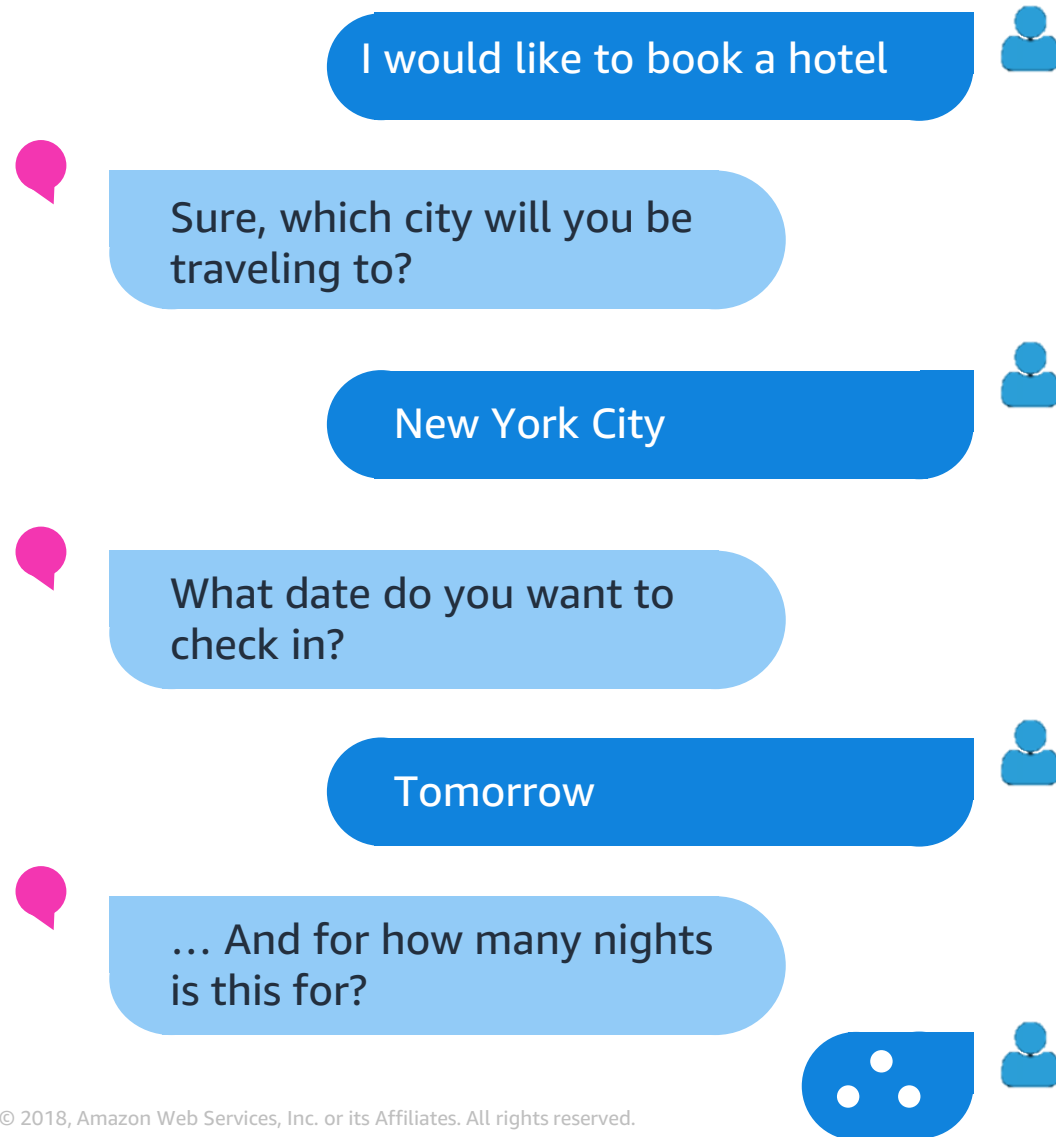 I would like to book a hotel
Sure, which city will you be
traveling to?
New York City
What date do you want to
check in?
Tomorrow
… And for how many nights
is this for?
© 2018, Amazon Web Services, Inc. or its Affiliates. All rights reserved.